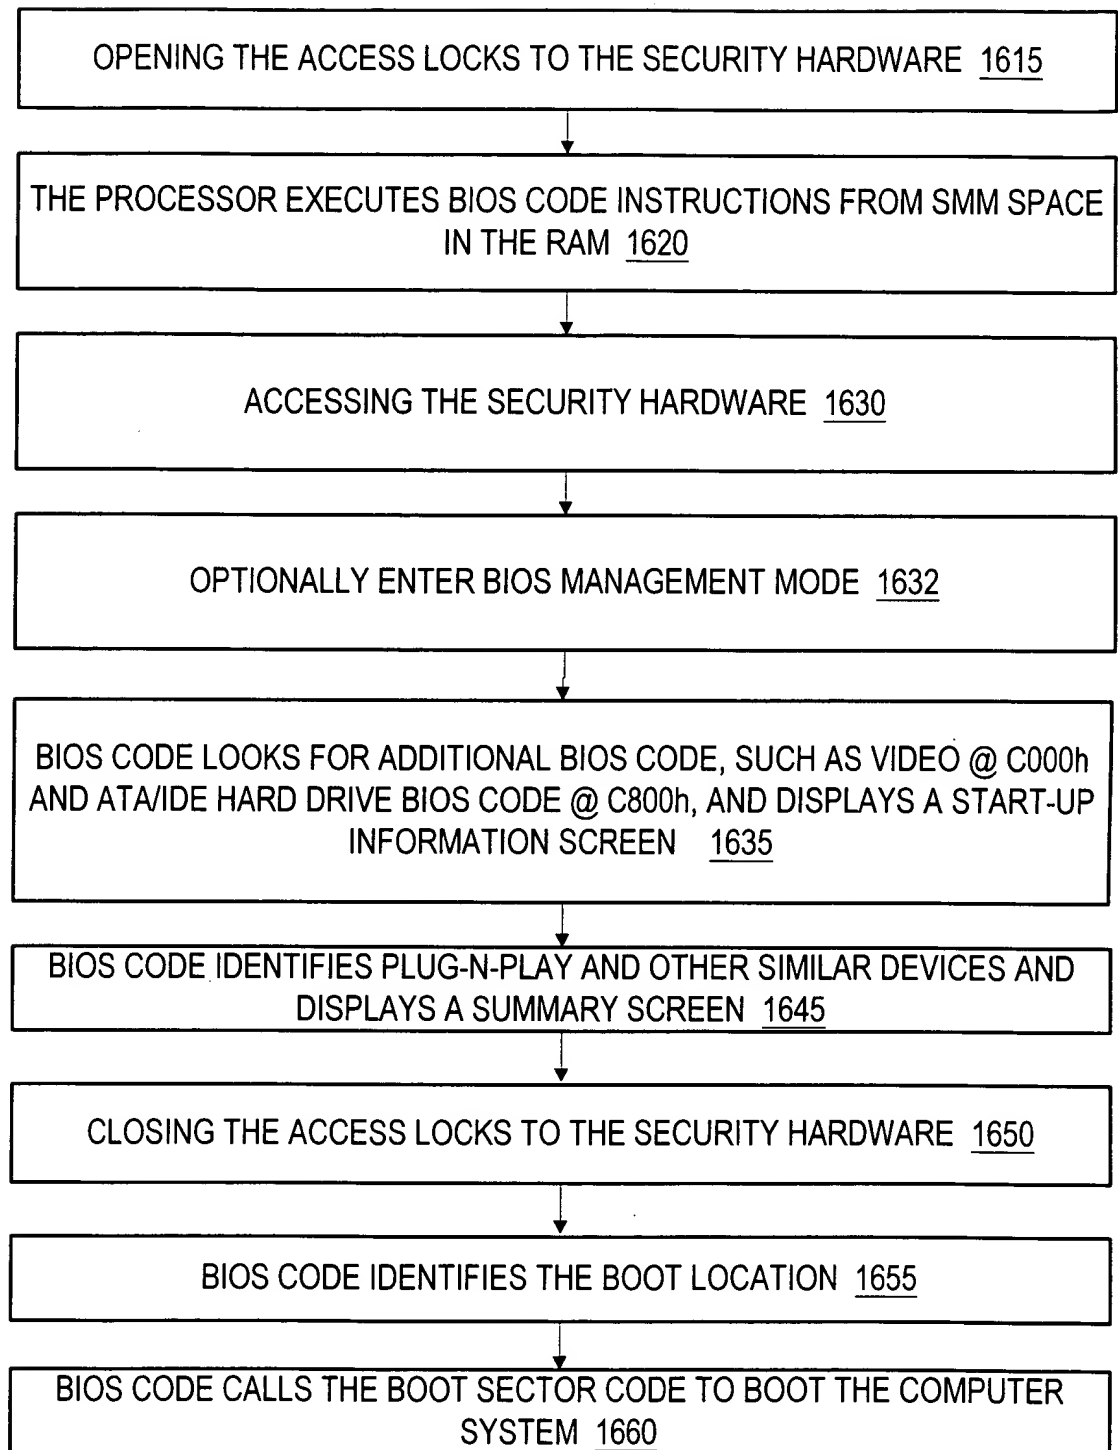 OPENING THE ACCESS LOCKS TO THE SECURITY HARDWARE 1615
THE PROCESSOR EXECUTES BIOS CODE INSTRUCTIONS FROM SMM SPACE
IN THE RAM 1620
ACCESSING THE SECURITY HARDWARE 1630
OPTIONALLY ENTER BIOS MANAGEMENT MODE 1632
BIOS CODE LOOKS FOR ADDITIONAL BIOS CODE, SUCH AS VIDEO @ C000h
AND ATA/IDE HARD DRIVE BIOS CODE @ C800h, AND DISPLAYS A START-UP
INFORMATION SCREEN 1635
BIOS CODE IDENTIFIES PLUG-N-PLAY AND OTHER SIMILAR DEVICES AND
DISPLAYS A SUMMARY SCREEN 1645
CLOSING THE ACCESS LOCKS TO THE SECURITY HARDWARE 1650
BIOS CODE IDENTIFIES THE BOOT LOCATION 1655
BIOS CODE CALLS THE BOOT SECTOR CODE TO BOOT THE COMPUTER
SYSTEM 1660